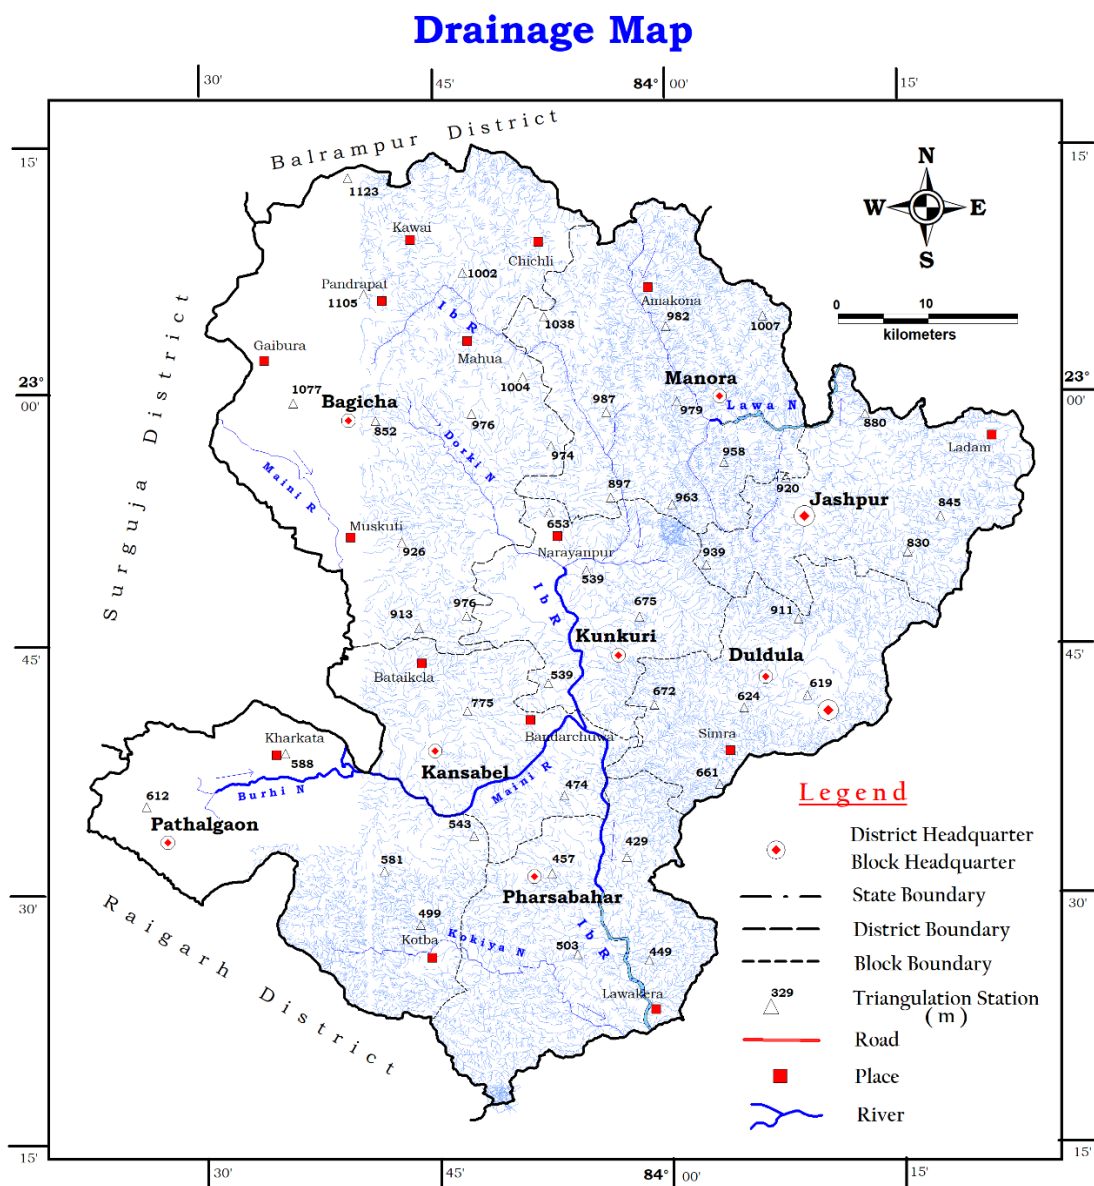 Drainage Map
30'
45'
84° 00'
15'
15'
15'
Balrampur District
1123
N
W E
S
Kawai
Chichli
1002
Pandrapat
1105
Ib R
Amakona
982
1007
1038
0 10
kilometers
Gaibura
Mahua
1004
Surguja District
23°
00'
23°
00'
1077
Bagicha
852
976
987
Manora
979
Lawa N
880
Ladam
Dorki N
974
958
Maini R
897
963
920
Jashpur
845
Muskuti
653
926
Narayanpur
939
830
539
Ib R
913
976
675
911
Kunkuri
Duldula
45'
45'
Bataikela
539
672
624
619
775
Bandarchuwa
Simra
Kharkata
588
Kansabel
Maini R
474
661
Burhi N
612
Pathalgaon
543
429
581
457
Pharsabahar
30'
30'
499
Kotba
Kokiya N
503
Ib R
449
Lawakera
Raigarh District
Legend
District Headquarter
Block Headquarter
State Boundary
District Boundary
Block Boundary
329
Triangulation Station
( m )
Road
Place
River
15'
15'
30'
45'
84° 00'
15'